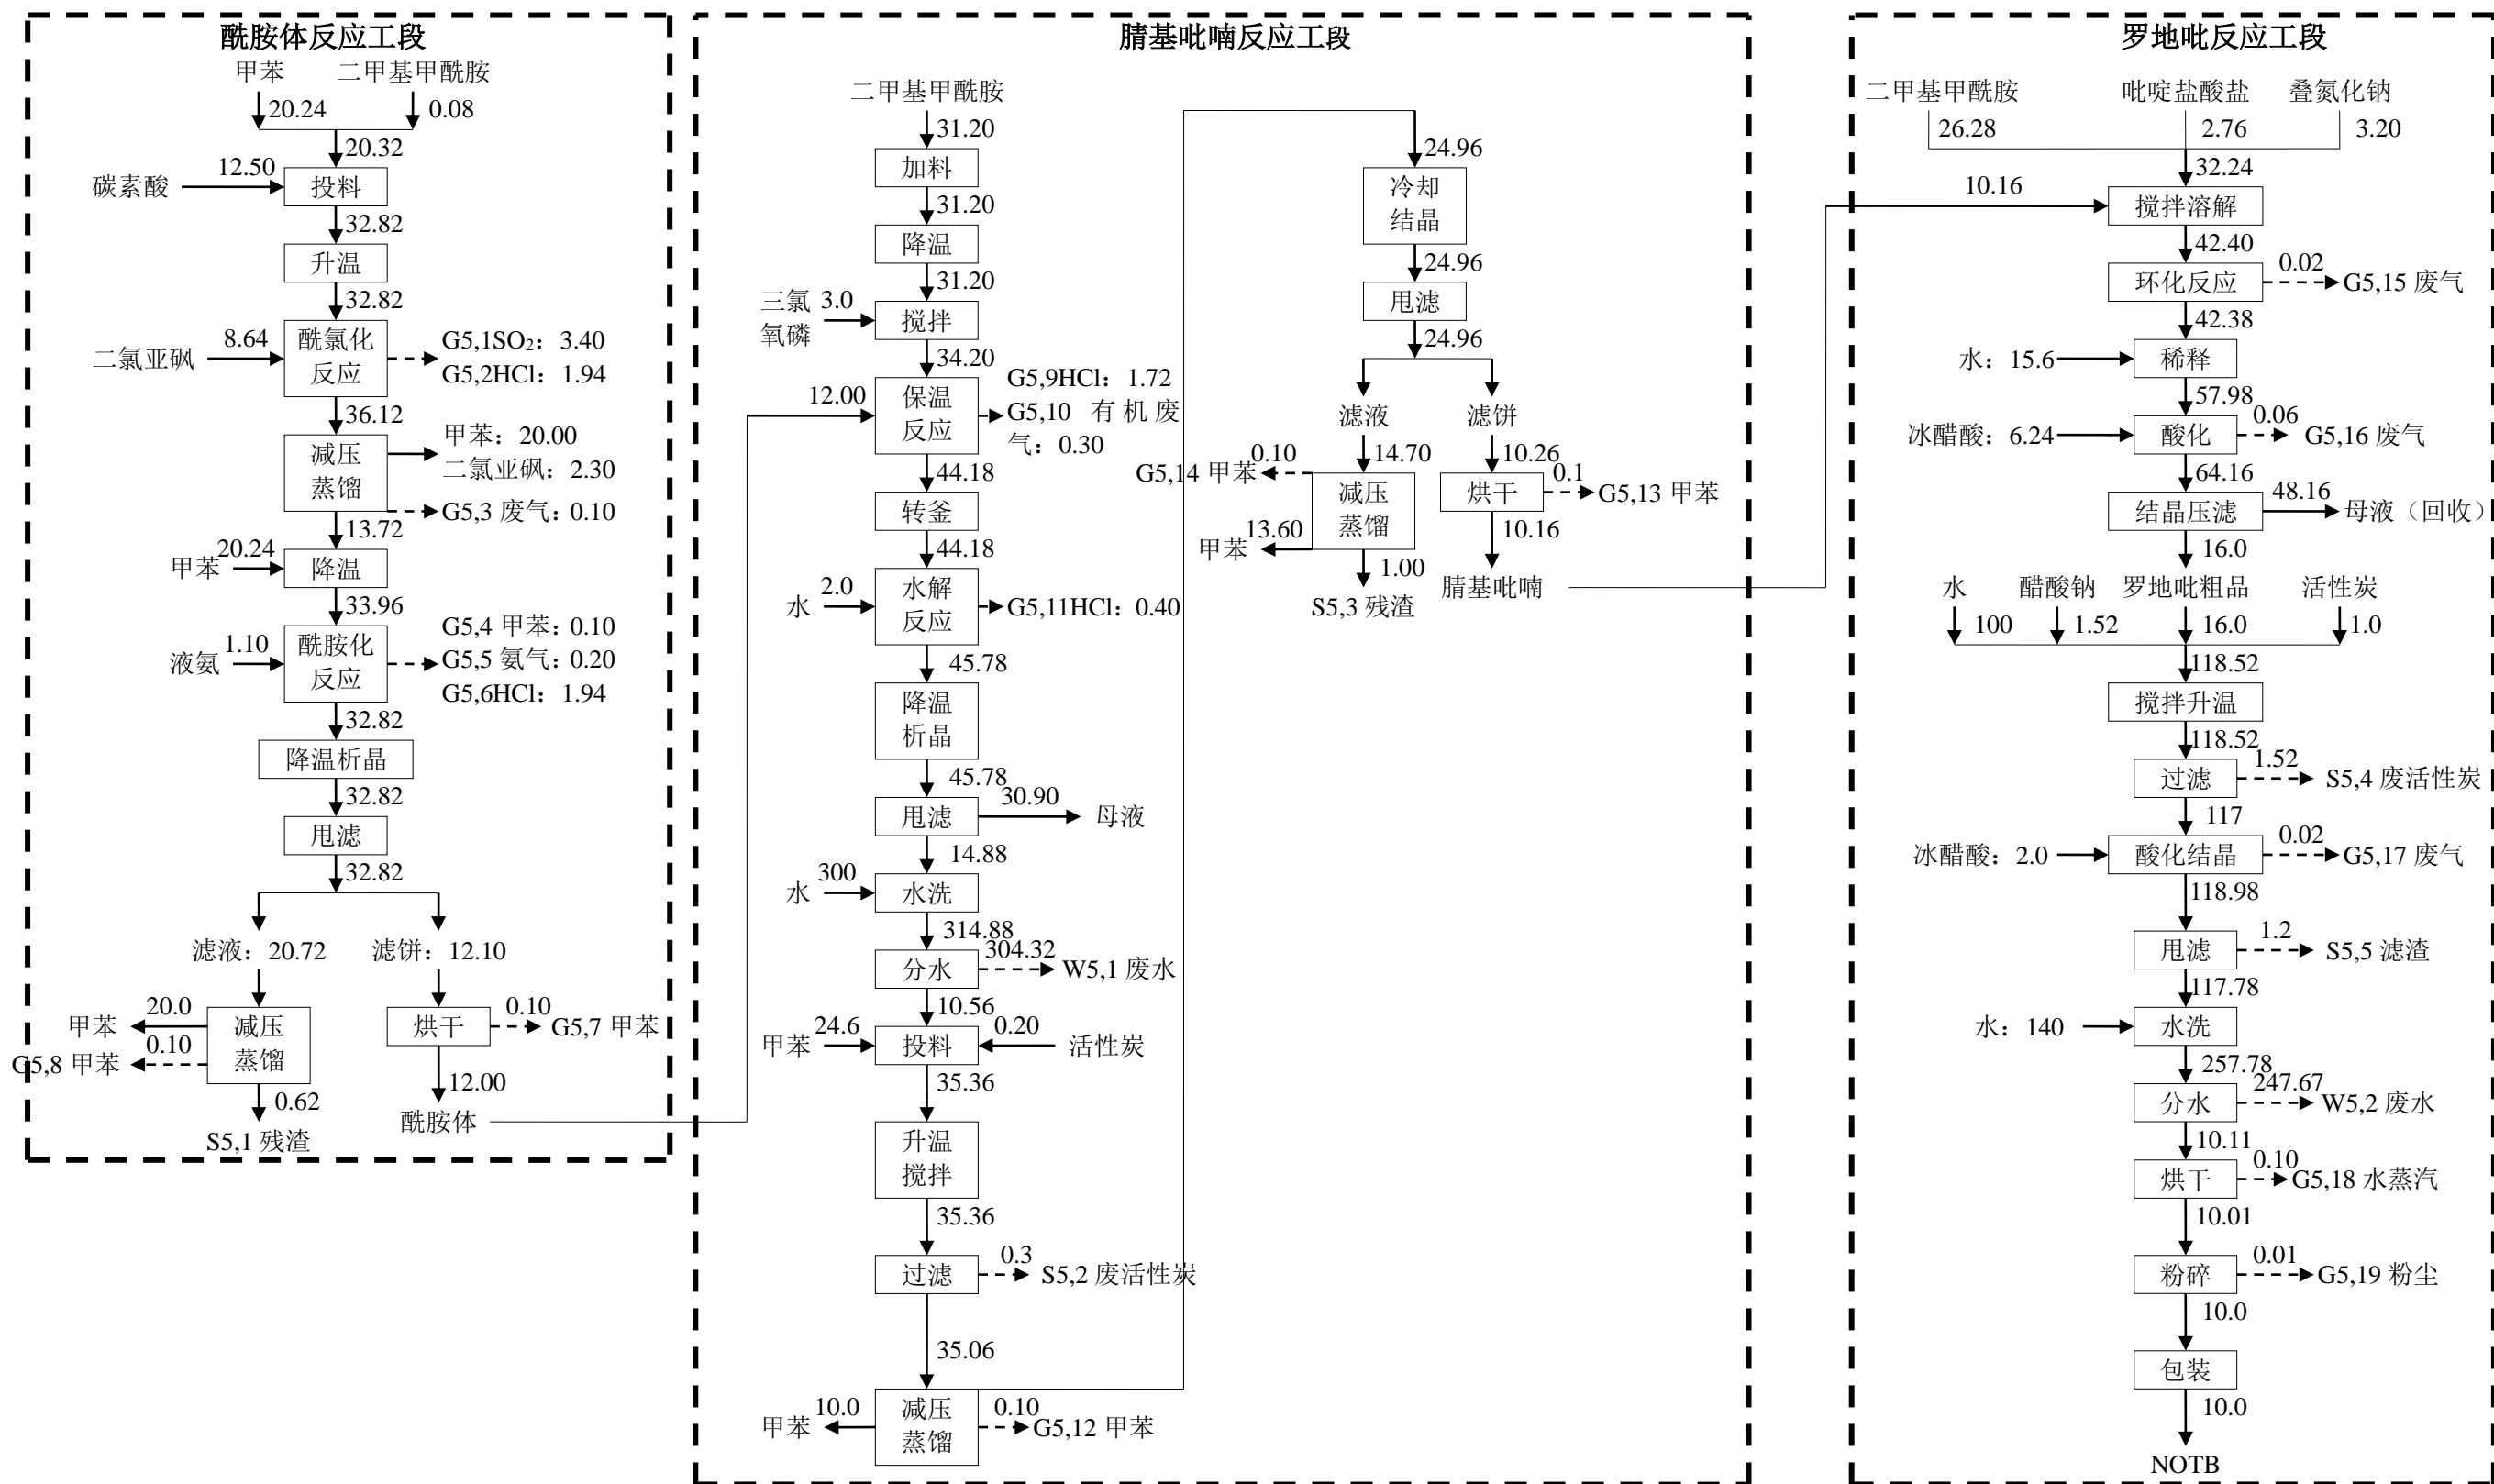 酰胺体反应工段
甲苯
二甲基甲酰胺
20.24
0.08
20.32
碳素酸
12.50
投料
32.82
升温
32.82
二氯亚砜
8.64
酰氯化
反应
G5,1SO₂：3.40
G5,2HCl：1.94
36.12
减压
蒸馏
甲苯：20.00
二氯亚砜：2.30
G5,3 废气：0.10
13.72
甲苯
20.24
降温
33.96
液氨
1.10
酰胺化
反应
G5,4 甲苯：0.10
G5,5 氨气：0.20
G5,6HCl：1.94
32.82
降温析晶
32.82
甩滤
32.82
滤液：20.72
滤饼：12.10
甲苯
20.0
G5,8 甲苯
0.10
减压
蒸馏
0.62
S5,1 残渣
烘干
0.10
G5,7 甲苯
12.00
酰胺体
腈基吡喃反应工段
二甲基甲酰胺
31.20
加料
31.20
降温
31.20
三氯
氧磷
3.0
搅拌
34.20
12.00
保温
反应
G5,9HCl：1.72
G5,10 有机废
气：0.30
44.18
转釜
44.18
水
2.0
水解
反应
G5,11HCl：0.40
45.78
降温
析晶
45.78
甩滤
30.90
母液
14.88
水
300
水洗
314.88
分水
304.32
W5,1 废水
10.56
甲苯
24.6
投料
0.20
活性炭
35.36
升温
搅拌
35.36
过滤
0.3
S5,2 废活性炭
35.06
甲苯
10.0
减压
蒸馏
0.10
G5,12 甲苯
24.96
冷却
结晶
24.96
甩滤
24.96
滤液
滤饼
14.70
10.26
0.10
G5,14 甲苯
减压
蒸馏
13.60
甲苯
1.00
S5,3 残渣
烘干
0.1
G5,13 甲苯
10.16
腈基吡喃
罗地吡反应工段
二甲基甲酰胺
吡啶盐酸盐
叠氮化钠
26.28
2.76
3.20
32.24
10.16
搅拌溶解
42.40
环化反应
0.02
G5,15 废气
42.38
水：15.6
稀释
57.98
冰醋酸：6.24
酸化
0.06
G5,16 废气
64.16
结晶压滤
48.16
母液（回收）
16.0
水
醋酸钠
罗地吡粗品
活性炭
100
1.52
16.0
1.0
118.52
搅拌升温
118.52
过滤
1.52
S5,4 废活性炭
117
冰醋酸：2.0
酸化结晶
0.02
G5,17 废气
118.98
甩滤
1.2
S5,5 滤渣
117.78
水：140
水洗
257.78
分水
247.67
W5,2 废水
10.11
烘干
0.10
G5,18 水蒸汽
10.01
粉碎
0.01
G5,19 粉尘
10.0
包装
10.0
NOTB